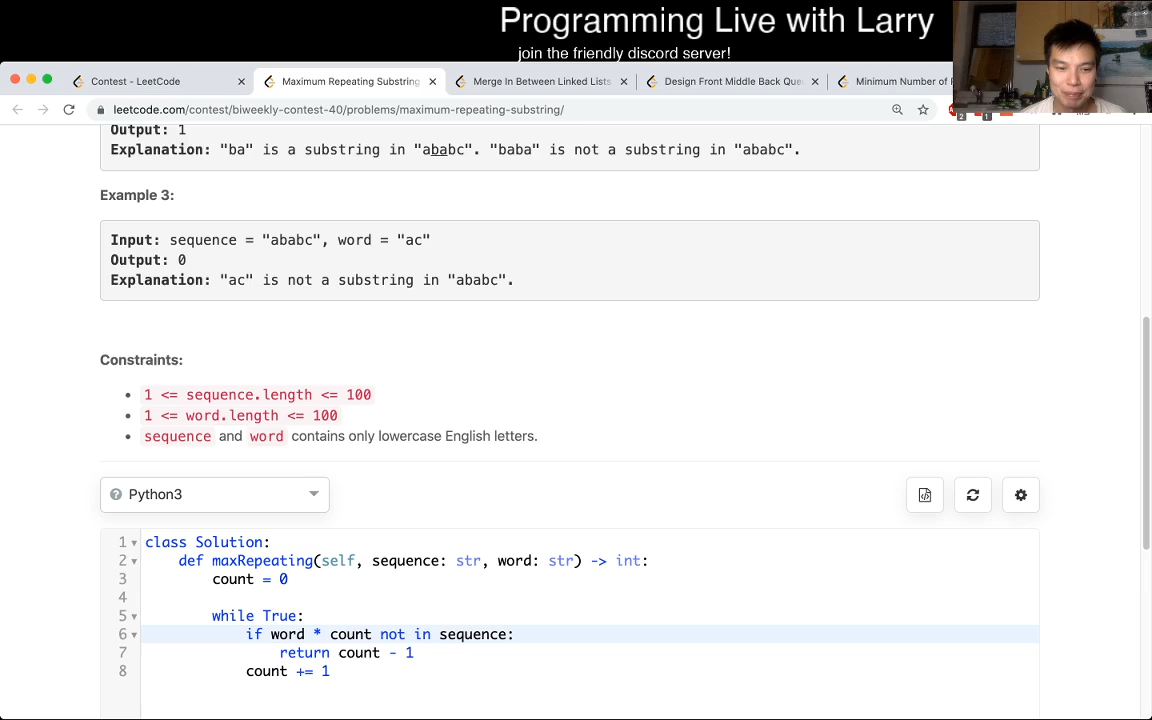 Programming Live with Larry
join the friendly discord server!
Contest - LeetCode
Maximum Repeating Substring
Merge In Between Linked Lists
Design Front Middle Back Que
Minimum Number of
leetcode.com/contest/biweekly-contest-40/problems/maximum-repeating-substring/
2
1
Output: 1
Explanation: "ba" is a substring in "ababc". "baba" is not a substring in "ababc".
Example 3:
Input: sequence = "ababc", word = "ac"
Output: 0
Explanation: "ac" is not a substring in "ababc".
Constraints:
1 <= sequence.length <= 100
1 <= word.length <= 100
sequence and word contains only lowercase English letters.
Python3
1 class Solution:
2 def maxRepeating(self, sequence: str, word: str) -> int:
3 count = 0
4
5 while True:
6 if word * count not in sequence:
7 return count - 1
8 count += 1